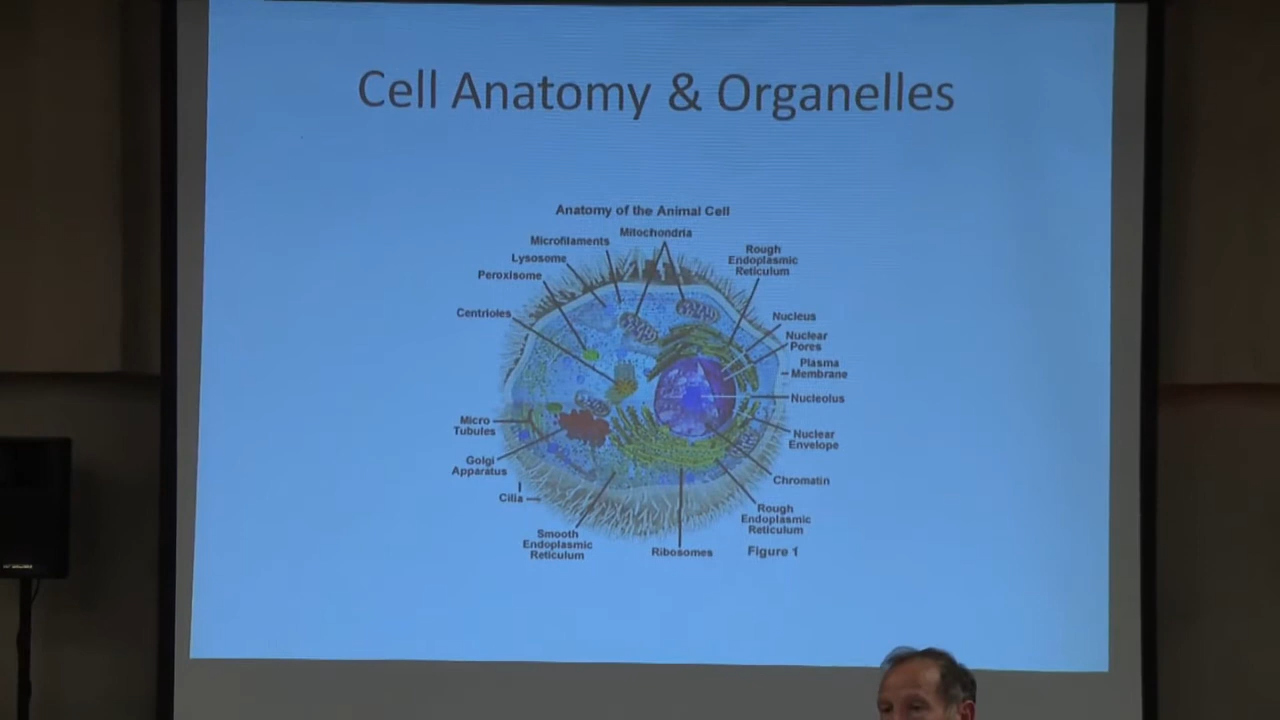 Cell Anatomy & Organelles
Anatomy of the Animal Cell
Mitochondria
Microfilaments
Lysosome
Peroxisome
Centrioles
Rough
Endoplasmic
Reticulum
Nucleus
Nuclear
Pores
Plasma
Membrane
Nucleolus
Nuclear
Envelope
Chromatin
Rough
Endoplasmic
Reticulum
Micro
Tubules
Golgi
Apparatus
Cilia
Smooth
Endoplasmic
Reticulum
Ribosomes
Figure 1